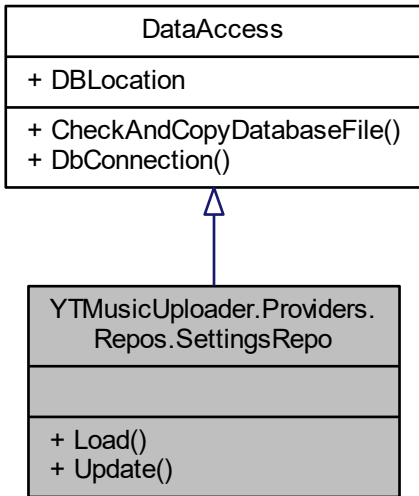 DataAccess
+ DBLocation
+ CheckAndCopyDatabaseFile()
+ DbConnection()
YTMusicUploader.Providers.
Repos.SettingsRepo
+ Load()
+ Update()